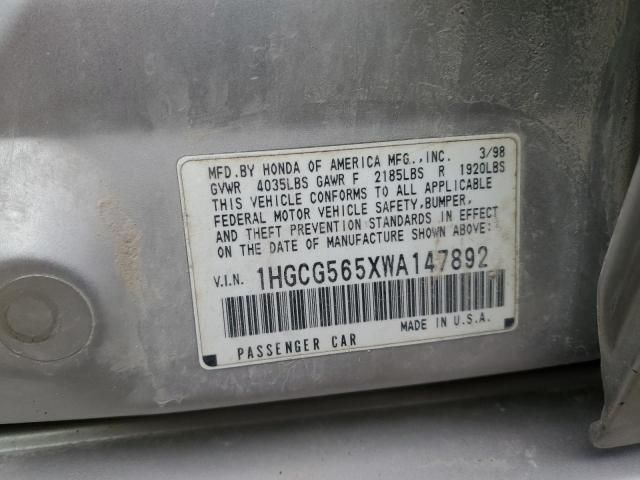 MFD. BY HONDA OF AMERICA MFG., INC. 3/98
GVWR 4035LBS GAWR F 2185LBS R 1920LBS
THIS VEHICLE CONFORMS TO ALL APPLICABLE
FEDERAL MOTOR VEHICLE SAFETY, BUMPER,
AND THEFT PREVENTION STANDARDS IN EFFECT
ON THE DATE OF MANUFACTURE SHOWN ABOVE.
V.I.N. 1HGCG565XWA147892
PASSENGER CAR MADE IN U.S.A.